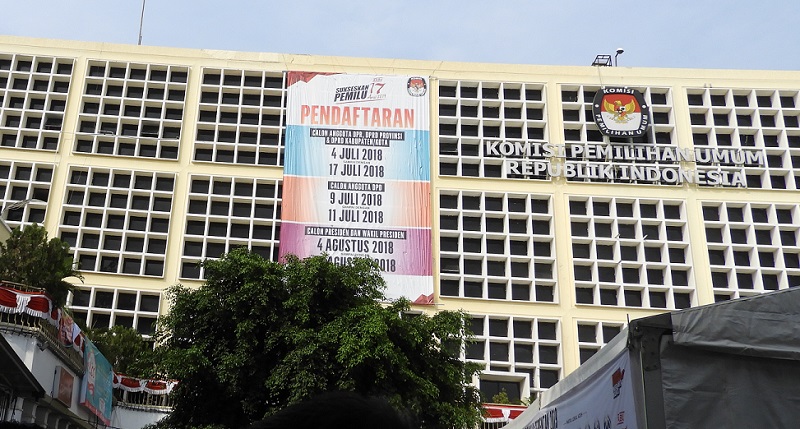 SUKSESKAN
PEMILU 17
PENDAFTARAN
CALON ANGGOTA DPR, DPRD PROVINSI
& DPRD KABUPATEN/KOTA
4 JULI 2018
17 JULI 2018
CALON ANGGOTA DPD
9 JULI 2018
11 JULI 2018
CALON PRESIDEN DAN WAKIL PRESIDEN
4 AGUSTUS 2018
AGUSTUS 2018
KOMISI
PEMILIHAN UMUM
KOMISI PEMILIHAN UMUM
REPUBLIK INDONESIA